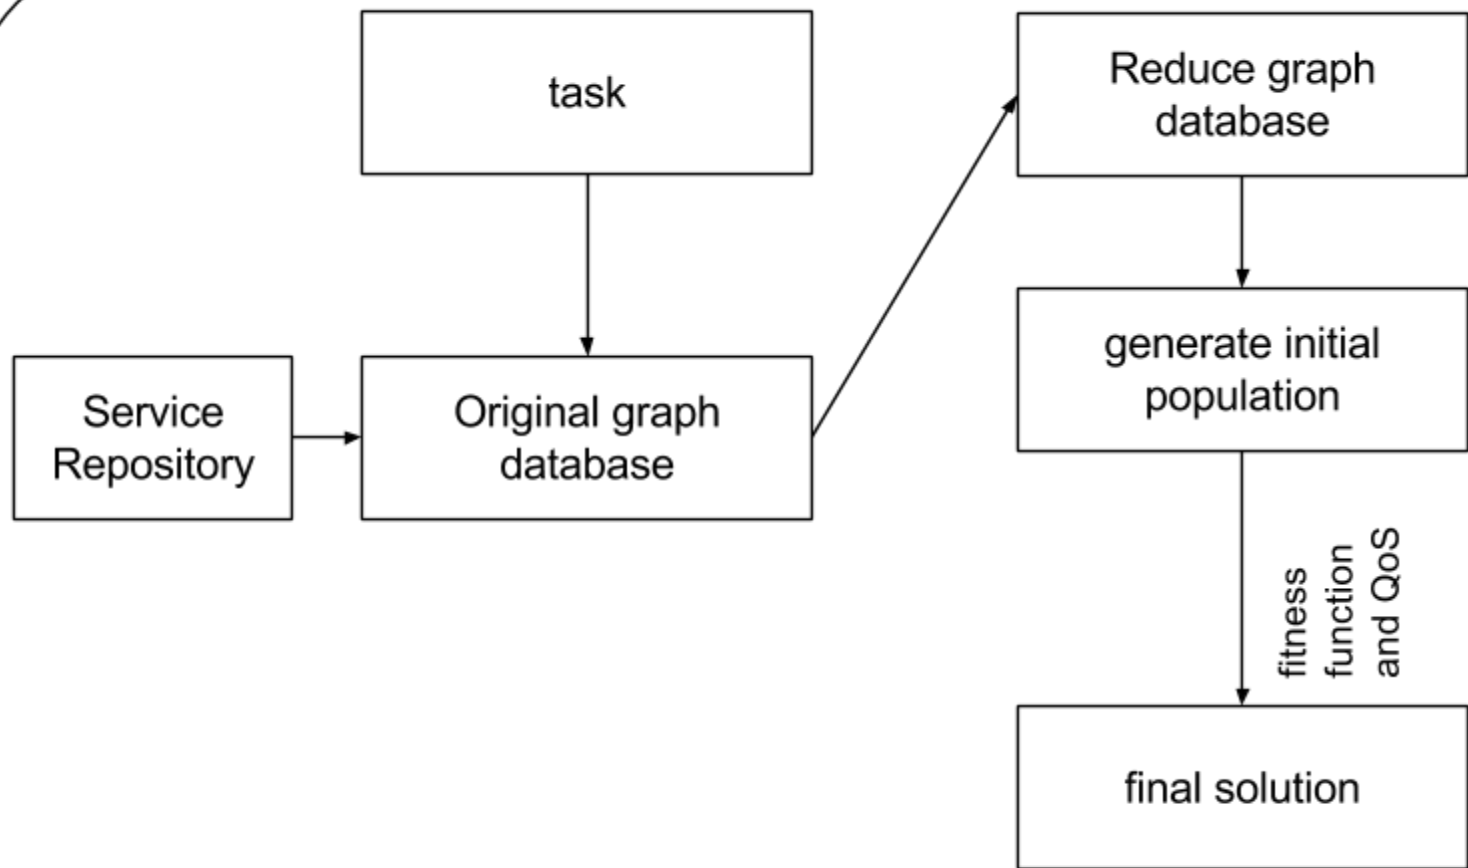 task
Service
Repository
Original graph
database
Reduce graph
database
generate initial
population
fitness
function
and QoS
final solution